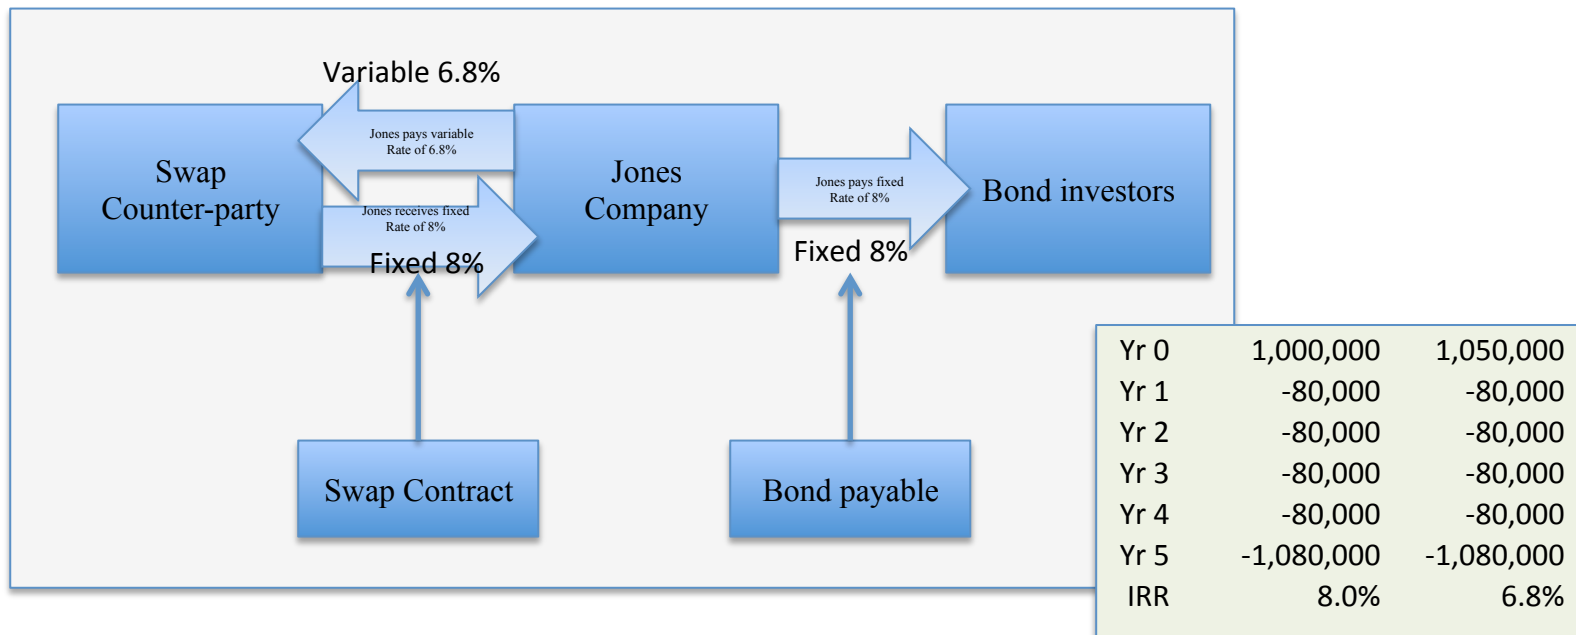 Variable 6.8%
Jones pays variable
Rate of 6.8%
Swap
Counter-party
Jones
Company
Jones pays fixed
Rate of 8%
Bond investors
Jones receives fixed
Rate of 8%
Fixed 8%
Fixed 8%
Swap Contract
Bond payable
Yr 0 1,000,000 1,050,000
Yr 1 -80,000 -80,000
Yr 2 -80,000 -80,000
Yr 3 -80,000 -80,000
Yr 4 -80,000 -80,000
Yr 5 -1,080,000 -1,080,000
IRR 8.0% 6.8%